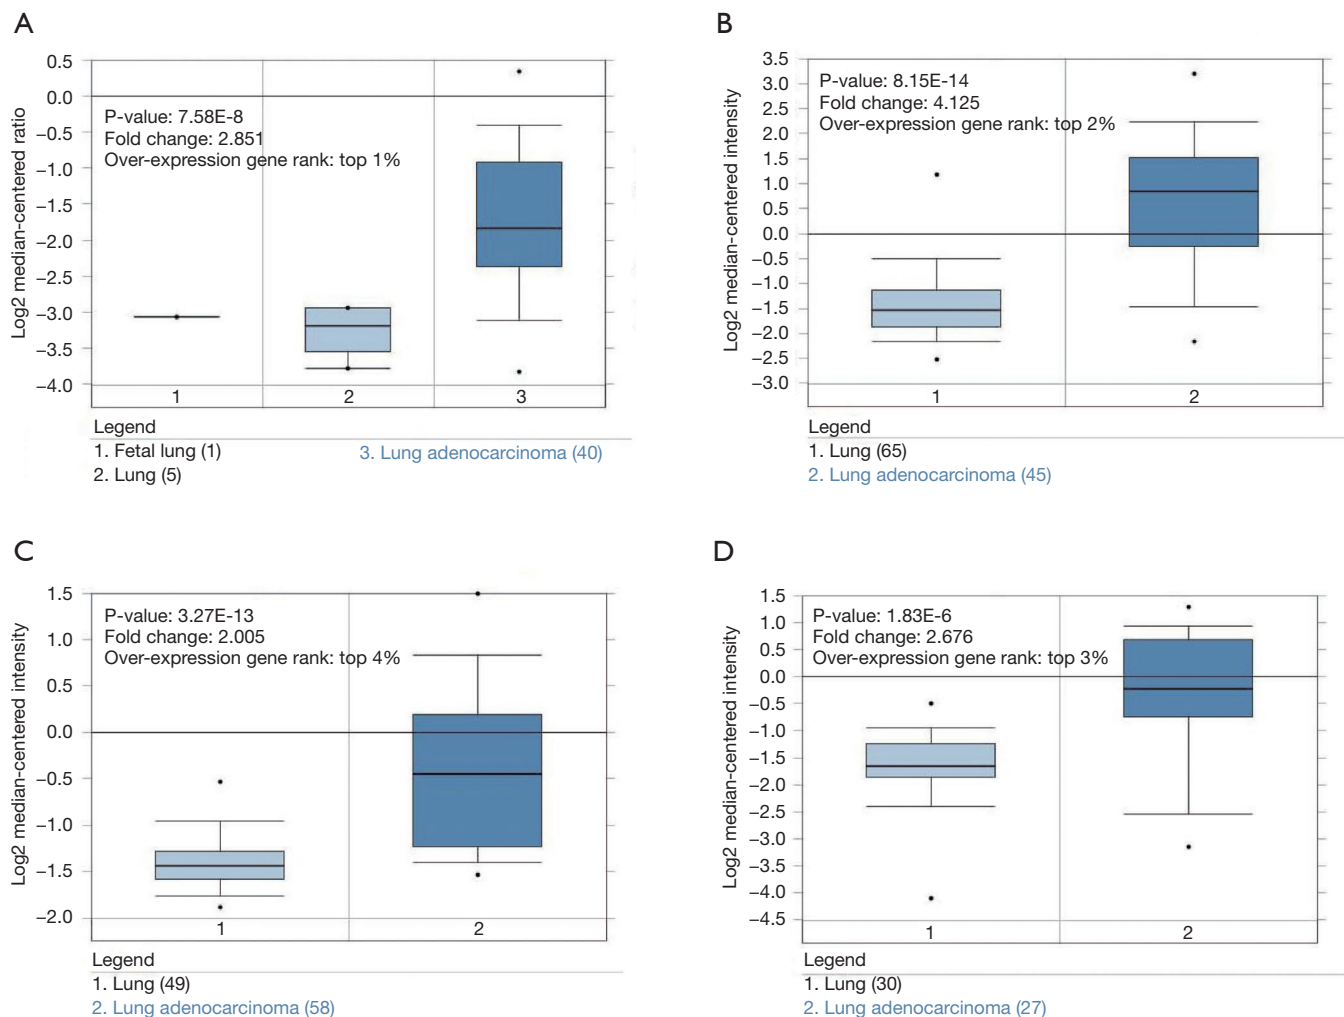 A
Log2 median-centered ratio
0.5
0.0
−0.5
−1.0
−1.5
−2.0
−2.5
−3.0
−3.5
−4.0
P-value: 7.58E-8
Fold change: 2.851
Over-expression gene rank: top 1%
1 2 3
Legend
1. Fetal lung (1)
2. Lung (5)
3. Lung adenocarcinoma (40)
B
Log2 median-centered intensity
3.5
3.0
2.5
2.0
1.5
1.0
0.5
0.0
−0.5
−1.0
−1.5
−2.0
−2.5
−3.0
P-value: 8.15E-14
Fold change: 4.125
Over-expression gene rank: top 2%
1 2
Legend
1. Lung (65)
2. Lung adenocarcinoma (45)
C
Log2 median-centered intensity
1.5
1.0
0.5
0.0
−0.5
−1.0
−1.5
−2.0
P-value: 3.27E-13
Fold change: 2.005
Over-expression gene rank: top 4%
1 2
Legend
1. Lung (49)
2. Lung adenocarcinoma (58)
D
Log2 median-centered intensity
1.5
1.0
0.5
0.0
−0.5
−1.0
−1.5
−2.0
−2.5
−3.0
−3.5
−4.0
−4.5
P-value: 1.83E-6
Fold change: 2.676
Over-expression gene rank: top 3%
1 2
Legend
1. Lung (30)
2. Lung adenocarcinoma (27)